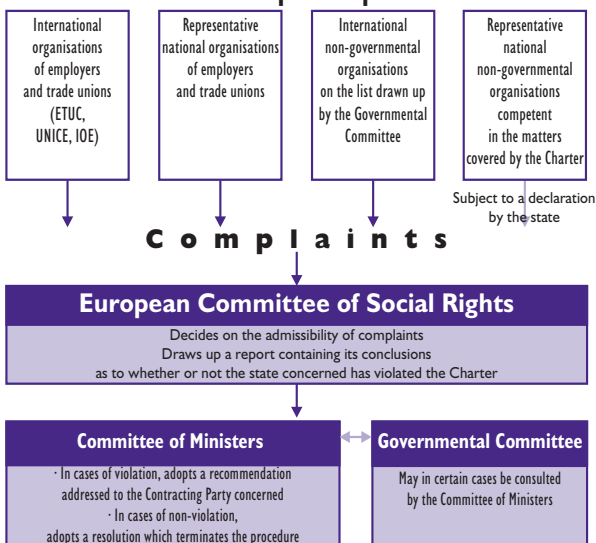 International
organisations
of employers
and trade unions
(ETUC,
UNICE, IOE)
Representative
national organisations
of employers
and trade unions
International
non-governmental
organisations
on the list drawn up
by the Governmental
Committee
Representative
national
non-governmental
organisations
competent
in the matters
covered by the Charter
Subject to a declaration
by the state
Complaints
European Committee of Social Rights
Decides on the admissibility of complaints
Draws up a report containing its conclusions
as to whether or not the state concerned has violated the Charter
Committee of Ministers
· In cases of violation, adopts a recommendation
addressed to the Contracting Party concerned
· In cases of non-violation,
adopts a resolution which terminates the procedure
Governmental Committee
May in certain cases be consulted
by the Committee of Ministers